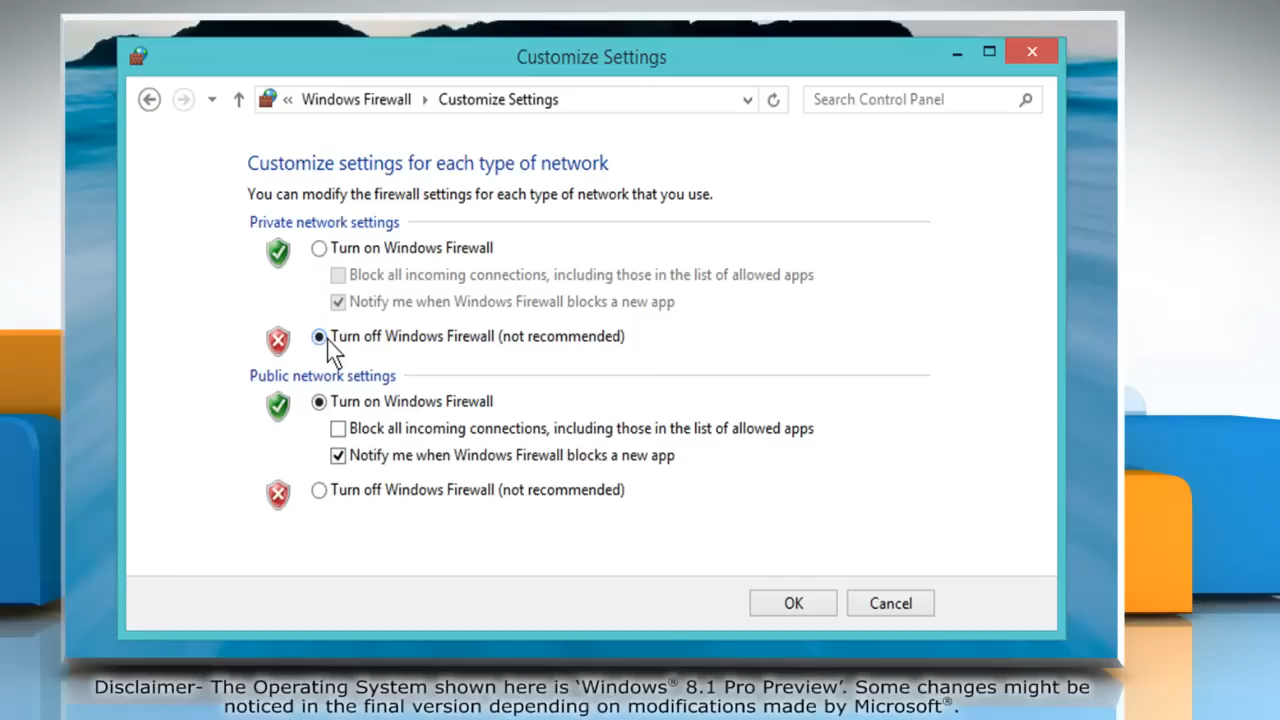 Customize Settings
« Windows Firewall Customize Settings
Search Control Panel
Customize settings for each type of network
You can modify the firewall settings for each type of network that you use.
Private network settings
Turn on Windows Firewall
Block all incoming connections, including those in the list of allowed apps
Notify me when Windows Firewall blocks a new app
Turn off Windows Firewall (not recommended)
Public network settings
Turn on Windows Firewall
Block all incoming connections, including those in the list of allowed apps
Notify me when Windows Firewall blocks a new app
Turn off Windows Firewall (not recommended)
OK Cancel
Disclaimer- The Operating System shown here is ‘Windows® 8.1 Pro Preview’. Some changes might be
noticed in the final version depending on modifications made by Microsoft®.